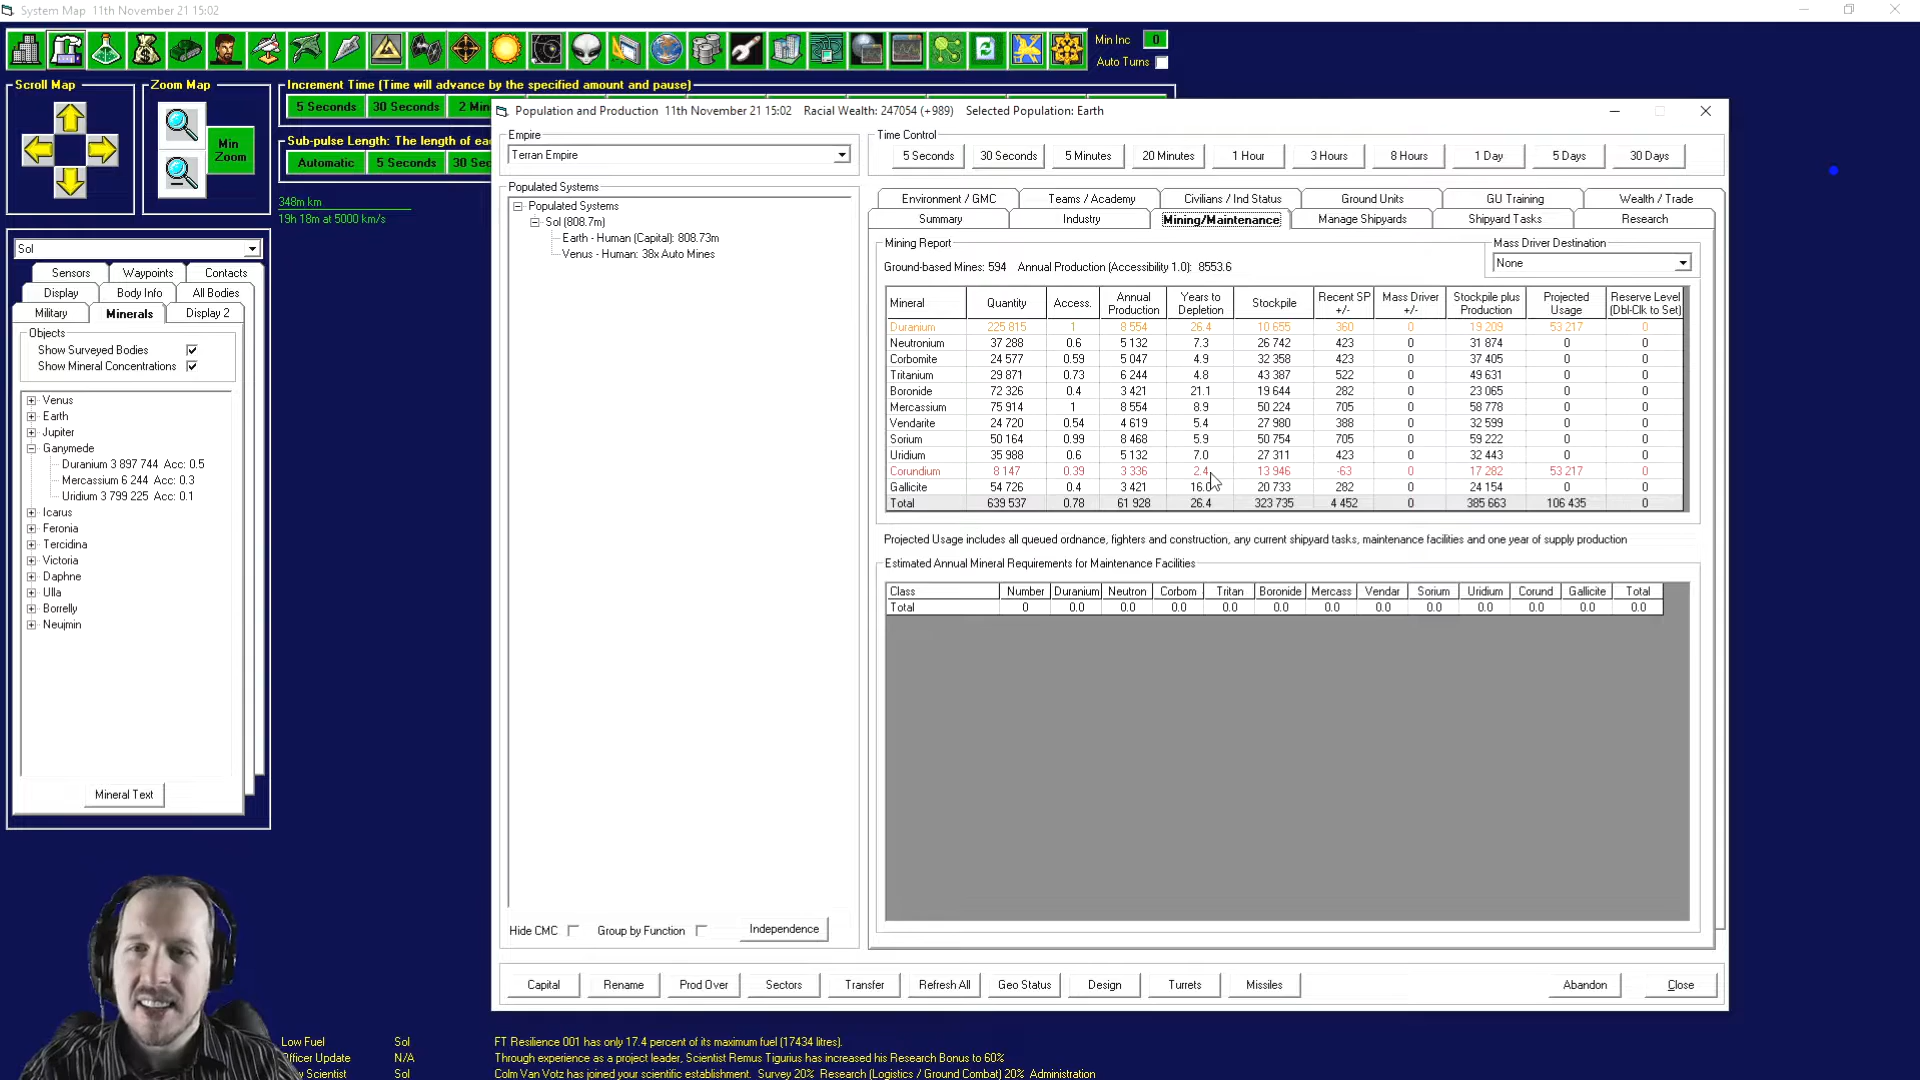 System Map  11th November 21 15:02
Min Inc 0
Auto Turns
Scroll Map
Zoom Map
Min Zoom
Increment Time (Time will advance by the specified amount and pause)
5 Seconds 30 Seconds 2 Min
Sub-pulse Length: The length of eac
Automatic 5 Seconds 30 Sec
348m km
19h 18m at 5000 km/s
Sol
Sensors Waypoints Contacts
Display Body Info All Bodies
Military Minerals Display 2
Objects
Show Surveyed Bodies
Show Mineral Concentrations
Venus
Earth
Jupiter
Ganymede
Duranium 3 897 744 Acc: 0.5
Mercassium 6 244 Acc: 0.3
Uridium 3 799 225 Acc: 0.1
Icarus
Feronia
Tercidina
Victoria
Daphne
Ulla
Borrelly
Neujmin
Mineral Text
Population and Production  11th November 21 15:02  Racial Wealth: 247054 (+989)  Selected Population: Earth
Empire
Terran Empire
Populated Systems
Populated Systems
Sol (808.7m)
Earth - Human (Capital): 808.73m
Venus - Human: 38x Auto Mines
Hide CMC Group by Function Independence
Time Control
5 Seconds 30 Seconds 5 Minutes 20 Minutes 1 Hour 3 Hours 8 Hours 1 Day 5 Days 30 Days
Environment / GMC Teams / Academy Civilians / Ind Status Ground Units GU Training Wealth / Trade
Summary Industry Mining/Maintenance Manage Shipyards Shipyard Tasks Research
Mining Report
Ground-based Mines: 594  Annual Production (Accessibility 1.0): 8553.6
Mass Driver Destination
None
Mineral Quantity Access. Annual Production Years to Depletion Stockpile Recent SP +/- Mass Driver +/- Stockpile plus Production Projected Usage Reserve Level (Dbl-Clk to Set)
Duranium 225 815 1 8 554 26.4 10 655 360 0 19 209 53 217 0
Neutronium 37 288 0.6 5 132 7.3 26 742 423 0 31 874 0 0
Corbomite 24 577 0.59 5 047 4.9 32 358 423 0 37 405 0 0
Tritanium 29 871 0.73 6 244 4.8 43 387 522 0 49 631 0 0
Boronide 72 326 0.4 3 421 21.1 19 644 282 0 23 065 0 0
Mercassium 75 914 1 8 554 8.9 50 224 705 0 58 778 0 0
Vendarite 24 720 0.54 4 619 5.4 27 980 388 0 32 599 0 0
Sorium 50 164 0.99 8 468 5.9 50 754 705 0 59 222 0 0
Uridium 35 988 0.6 5 132 7.0 27 311 423 0 32 443 0 0
Corundium 8 147 0.39 3 336 2.4 13 946 -63 0 17 282 53 217 0
Gallicite 54 726 0.4 3 421 16.0 20 733 282 0 24 154 0 0
Total 639 537 0.78 61 928 26.4 323 735 4 452 0 385 663 106 435 0
Projected Usage includes all queued ordnance, fighters and construction, any current shipyard tasks, maintenance facilities and one year of supply production
Estimated Annual Mineral Requirements for Maintenance Facilities
Class Number Duranium Neutron Corbom Tritan Boronide Mercass Vendar Sorium Uridium Corund Gallicite Total
Total 0 0.0 0.0 0.0 0.0 0.0 0.0 0.0 0.0 0.0 0.0 0.0 0.0
Capital Rename Prod Over Sectors Transfer Refresh All Geo Status Design Turrets Missiles Abandon Close
Low Fuel Sol FT Resilience 001 has only 17.4 percent of its maximum fuel (17434 litres).
Officer Update N/A Through experience as a project leader, Scientist Remus Tigurius has increased his Research Bonus to 60%
Scientist Sol Colm Van Votz has joined your scientific establishment.  Survey 20%  Research (Logistics / Ground Combat) 20%  Administration